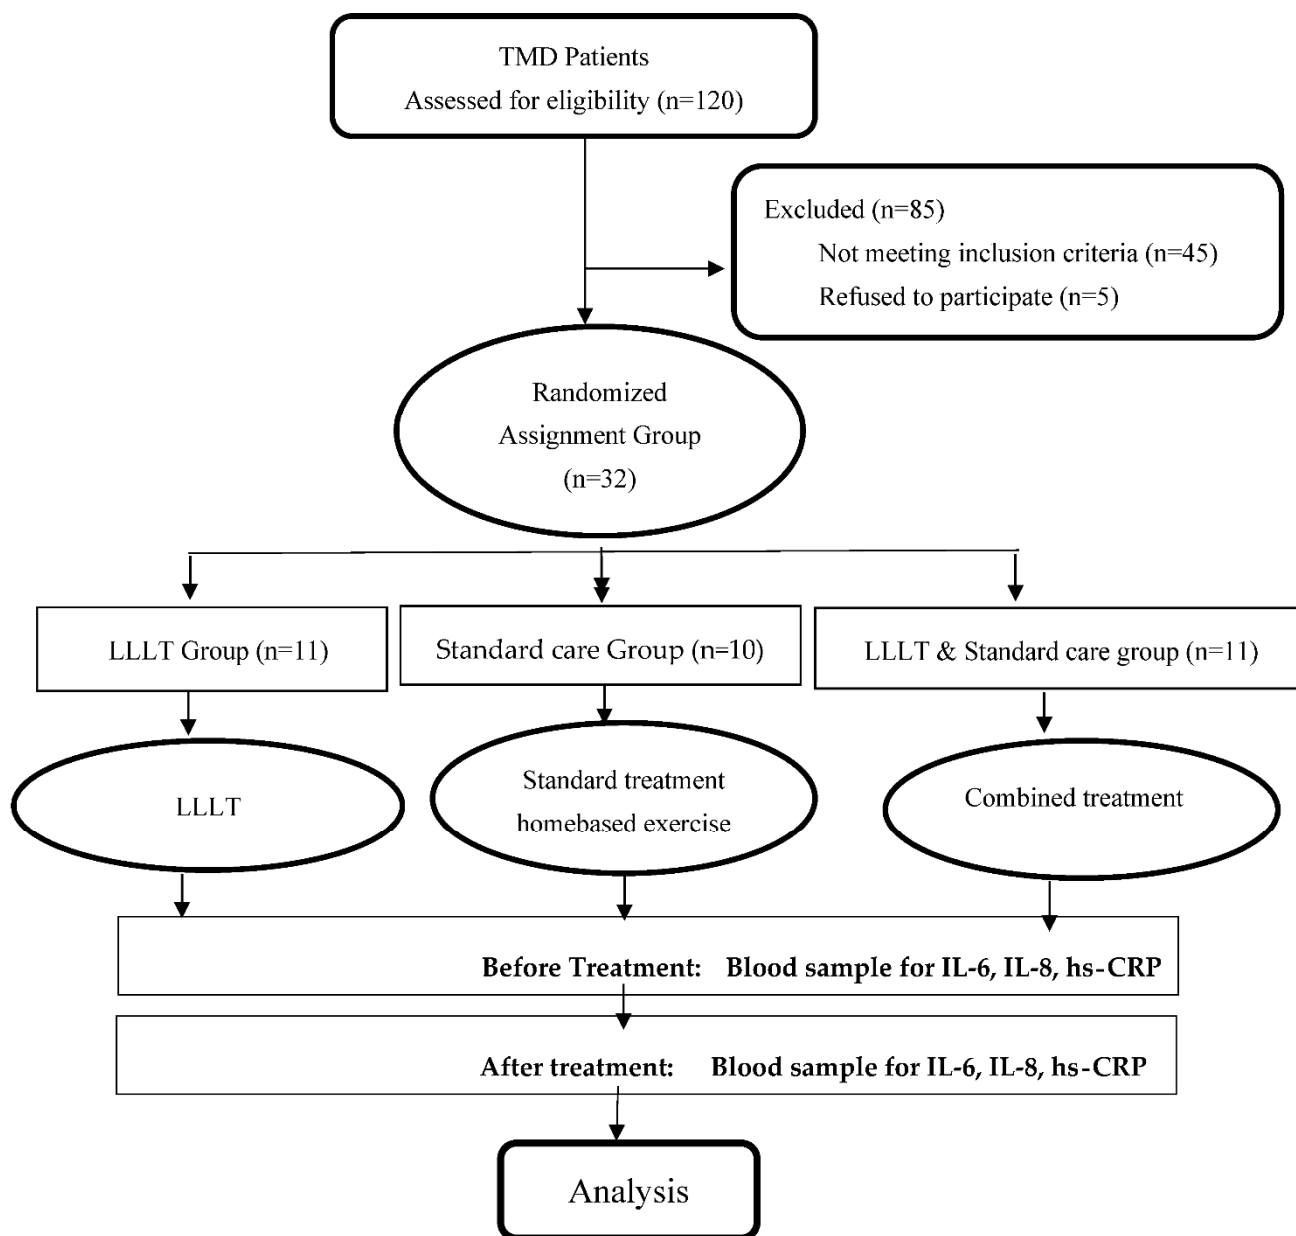 TMD Patients
Assessed for eligibility (n=120)
Excluded (n=85)
Not meeting inclusion criteria (n=45)
Refused to participate (n=5)
Randomized
Assignment Group
(n=32)
LLLT Group (n=11)
Standard care Group (n=10)
LLLT & Standard care group (n=11)
LLLT
Standard treatment
homebased exercise
Combined treatment
Before Treatment: Blood sample for IL-6, IL-8, hs-CRP
After treatment: Blood sample for IL-6, IL-8, hs-CRP
Analysis